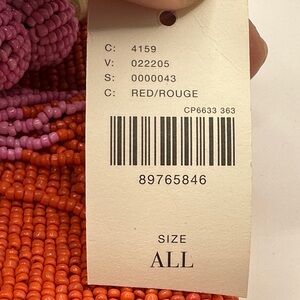 C: 4159
V: 022205
S: 0000043
C: RED/ROUGE
CP6633 363
89765846
SIZE
ALL